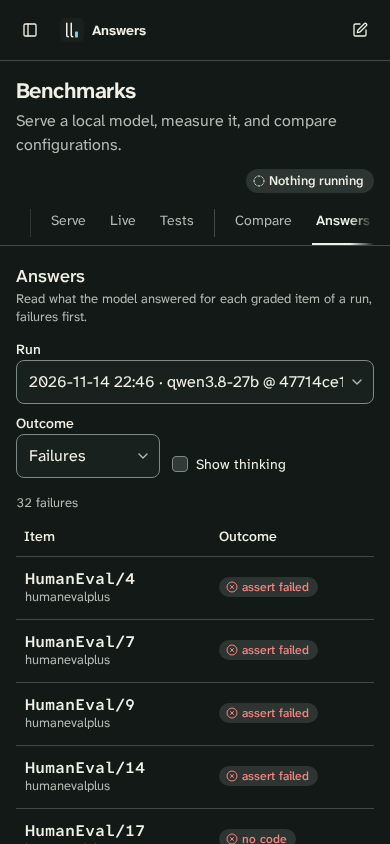 Answers
Benchmarks
Serve a local model, measure it, and compare
configurations.
Nothing running
Serve Live Tests Compare Answers
Answers
Read what the model answered for each graded item of a run,
failures first.
Run
2026-11-14 22:46 · qwen3.8-27b @ 47714ce1
Outcome
Failures
Show thinking
32 failures
Item Outcome
HumanEval/4
humanevalplus
assert failed
HumanEval/7
humanevalplus
assert failed
HumanEval/9
humanevalplus
assert failed
HumanEval/14
humanevalplus
assert failed
HumanEval/17
no code